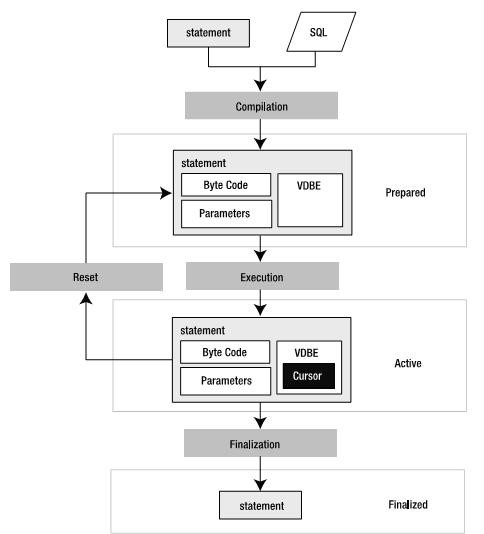 statement
SQL
Compilation
statement
Byte Code
VDBE
Parameters
Prepared
Reset
Execution
statement
Byte Code
VDBE
Parameters
Cursor
Active
Finalization
statement
Finalized